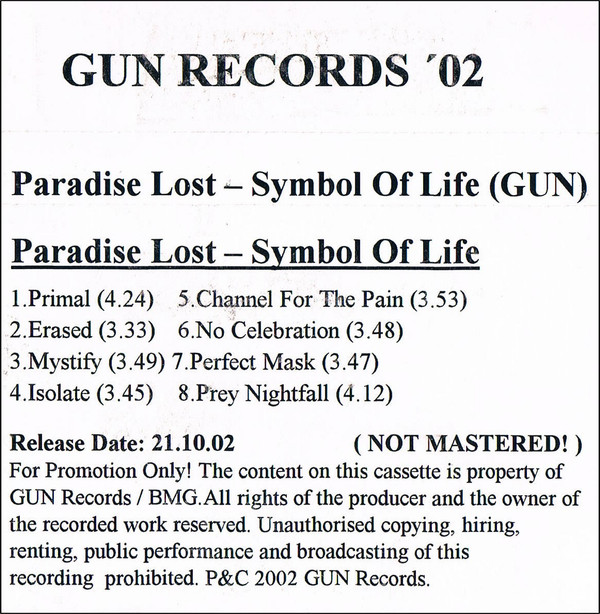 GUN RECORDS ´02
Paradise Lost – Symbol Of Life (GUN)
Paradise Lost – Symbol Of Life
1.Primal (4.24) 5.Channel For The Pain (3.53)
2.Erased (3.33) 6.No Celebration (3.48)
3.Mystify (3.49) 7.Perfect Mask (3.47)
4.Isolate (3.45) 8.Prey Nightfall (4.12)
Release Date: 21.10.02 ( NOT MASTERED! )
For Promotion Only! The content on this cassette is property of
GUN Records / BMG.All rights of the producer and the owner of
the recorded work reserved. Unauthorised copying, hiring,
renting, public performance and broadcasting of this
recording prohibited. P&C 2002 GUN Records.